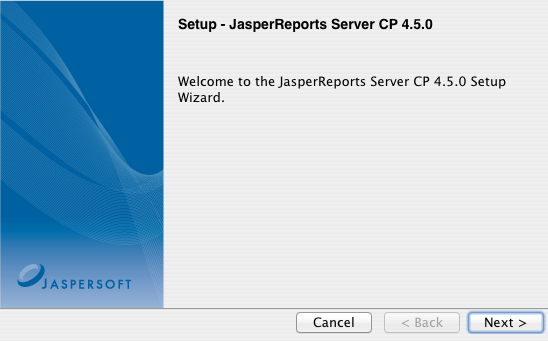 Setup - JasperReports Server CP 4.5.0
Welcome to the JasperReports Server CP 4.5.0 Setup
Wizard.
JASPERSOFT
Cancel
< Back
Next >